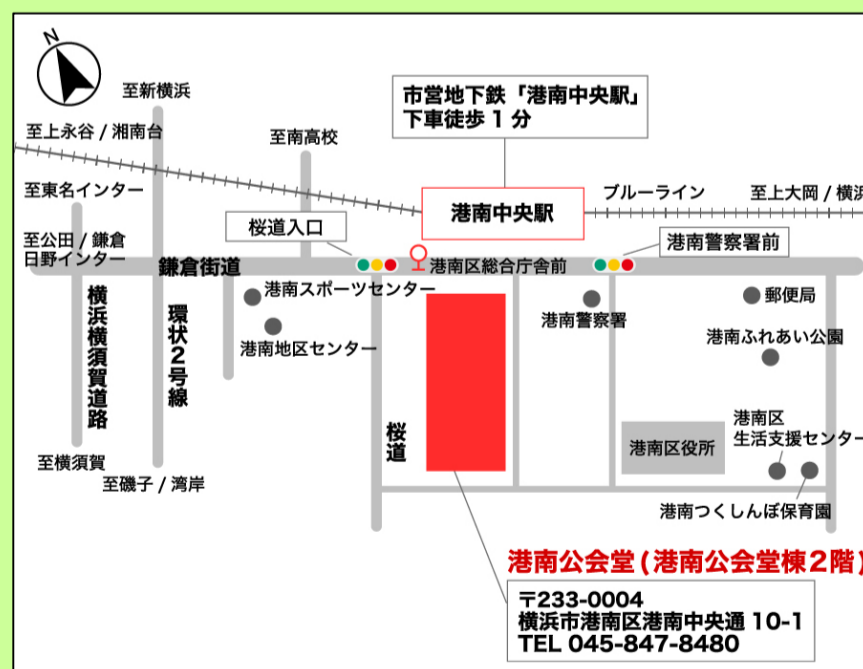 N
至新横浜
市営地下鉄「港南中央駅」
下車徒歩 1 分
至上永谷 / 湘南台
至南高校
至東名インター
ブルーライン
至上大岡 / 横浜
港南中央駅
桜道入口
港南警察署前
至公田 / 鎌倉
日野インター
鎌倉街道
港南区総合庁舎前
港南スポーツセンター
郵便局
横浜横須賀道路
環状2号線
港南警察署
港南地区センター
港南ふれあい公園
桜道
港南区役所
港南区
生活支援センター
至横須賀
至磯子 / 湾岸
港南つくしんぼ保育園
港南公会堂 (港南公会堂棟2階)
〒233-0004
横浜市港南区港南中央通 10-1
TEL 045-847-8480